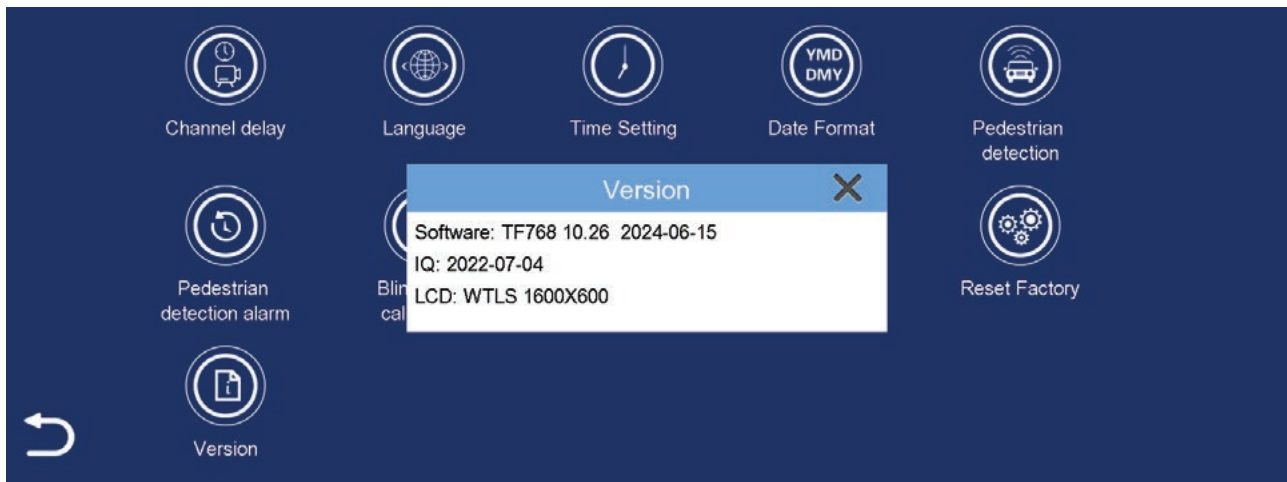 YMD
DMY
Channel delay
Language
Time Setting
Date Format
Pedestrian
detection
Version
Software: TF768 10.26 2024-06-15
IQ: 2022-07-04
LCD: WTLS 1600X600
Pedestrian
detection alarm
Reset Factory
Version